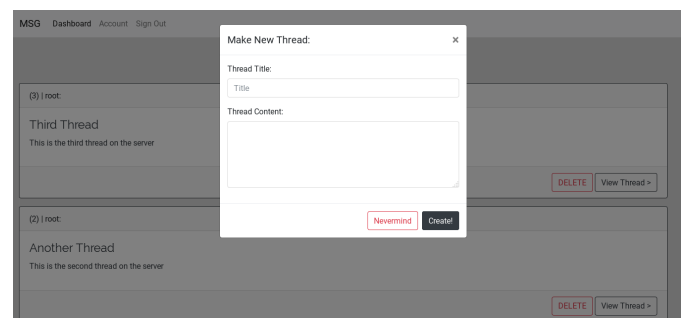 MSG Dashboard Account Sign Out
Make New Thread: ×
Thread Title:
Title
Thread Content:
Nevermind Create!
(3) | root:
Third Thread
This is the third thread on the server
DELETE View Thread »
(2) | root:
Another Thread
This is the second thread on the server
DELETE View Thread »